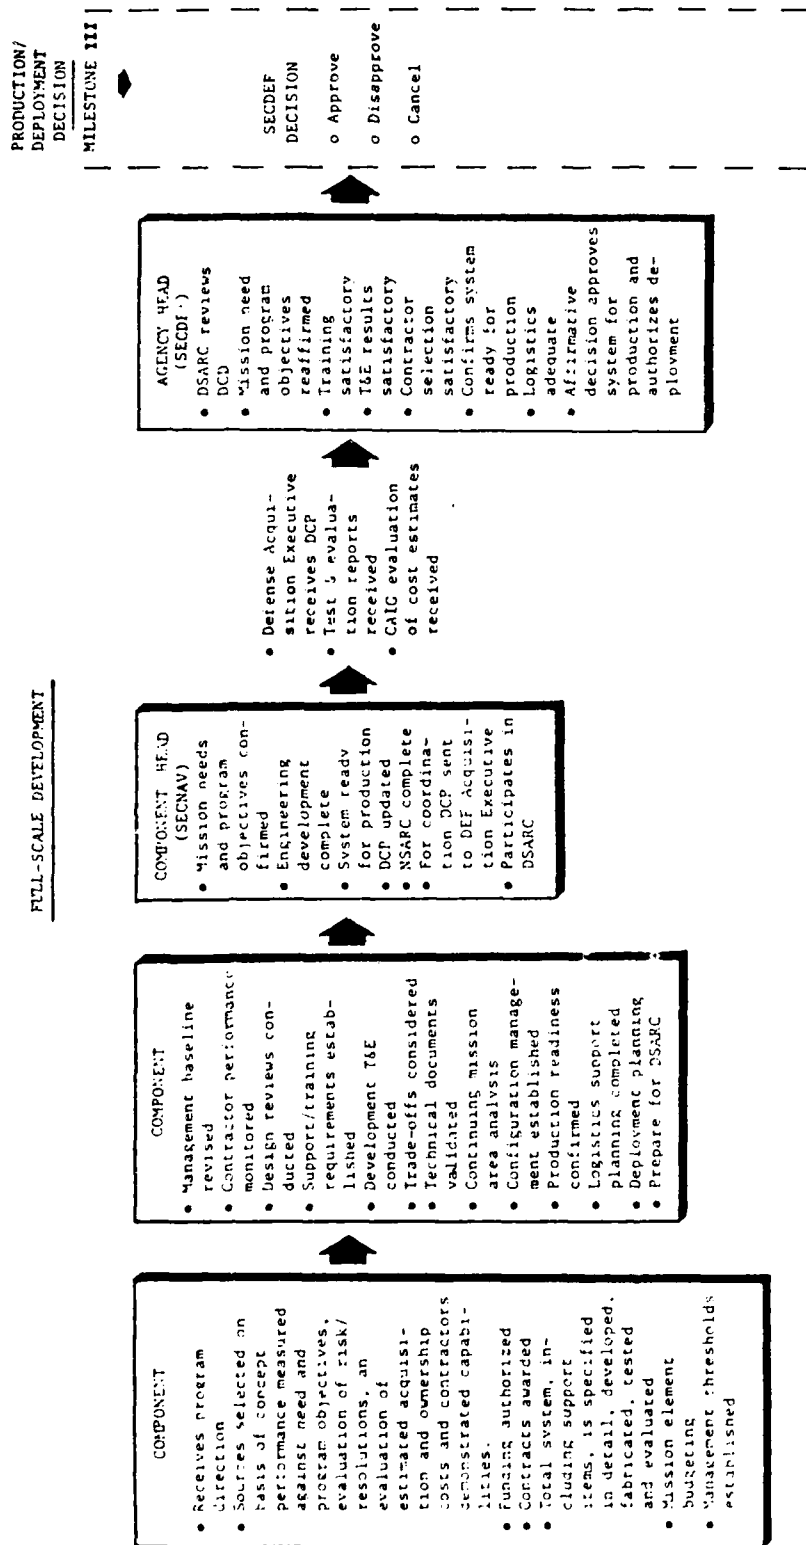 FULL-SCALE DEVELOPMENT
COMPONENT
• Receives program
direction
• Sources selected on
basis of concept
performance measured
against need and
program objectives,
evaluation of risk/
resolutions, an
evaluation of
estimated acquisi-
tion and ownership
costs and contractors
demonstrated capabi-
lities.
• Funding authorized
• Contracts awarded
• Total system, in-
cluding support
items, is specified
in detail, developed,
fabricated, tested
and evaluated
• Mission element
budgeting
• Management thresholds
established
COMPONENT
• Management baseline
revised
• Contractor performance
monitored
• Design reviews con-
ducted
• Support/training
requirements estab-
lished
• Development T&E
conducted
• Trade-offs considered
• Technical documents
validated
• Continuing mission
area analysis
• Configuration manage-
ment established
• Production readiness
confirmed
• Logistics support
planning completed
• Deployment planning
• Prepare for DSARC
COMPONENT HEAD
(SECNAV)
• Mission needs
and program
objectives con-
firmed
• Engineering
development
complete
• System ready
for production
• DCP updated
• NSARC complete
• For coordina-
tion DCP sent
to DEF Acquisi-
tion Executive
• Participates in
DSARC
• Defense Acqui-
sition Executive
receives DCP
• Test & evalua-
tion reports
received
• CAIG evaluation
of cost estimates
received
AGENCY HEAD
(SECDEF)
• DSARC reviews
DCD
• Mission need
and program
objectives
reaffirmed
• Training
satisfactory
• T&E results
satisfactory
• Contractor
selection
satisfactory
• Confirms system
ready for
production
• Logistics
adequate
• Affirmative
decision approves
system for
production and
authorizes de-
ployment
PRODUCTION/
DEPLOYMENT
DECISION
MILESTONE III
SECDEF
DECISION
o Approve
o Disapprove
o Cancel